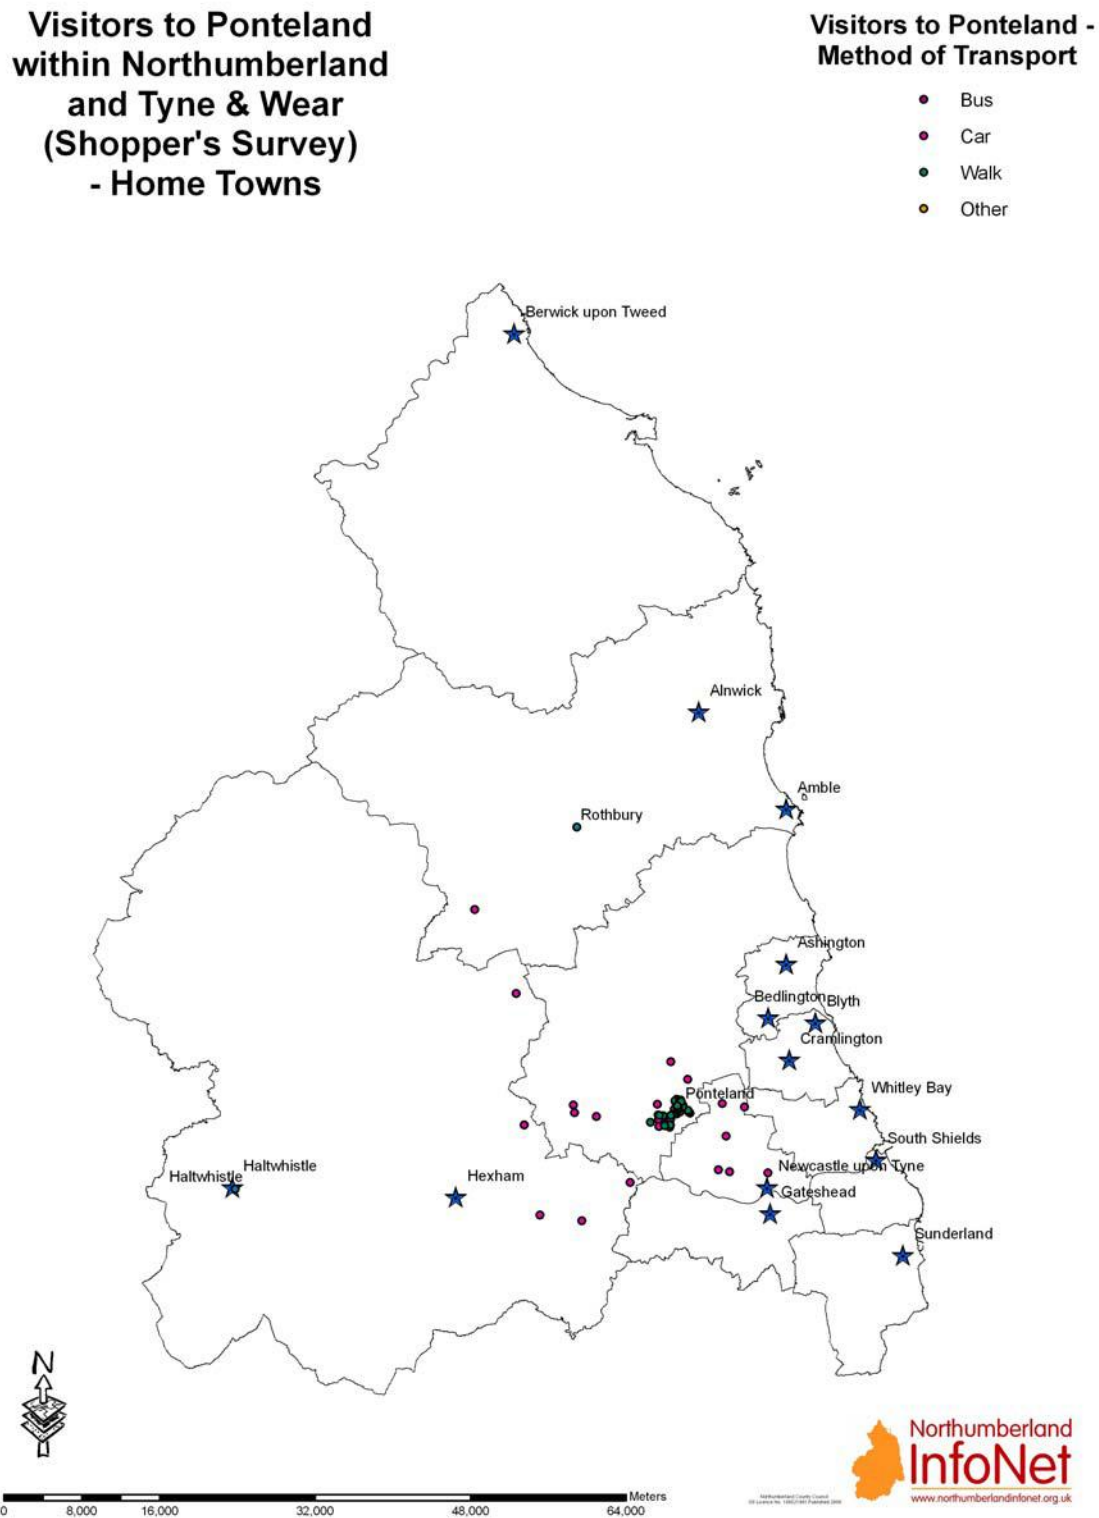 Visitors to Ponteland
within Northumberland
and Tyne & Wear
(Shopper's Survey)
- Home Towns
Visitors to Ponteland -
Method of Transport
Bus
Car
Walk
Other
Berwick upon Tweed
Alnwick
Amble
Rothbury
Ashington
Bedlington
Blyth
Cramlington
Ponteland
Whitley Bay
South Shields
Newcastle upon Tyne
Haltwhistle
Haltwhistle
Hexham
Gateshead
Sunderland
N
Northumberland
InfoNet
www.northumberlandinfonet.org.uk
Northumberland County Council
Meters
0 8,000 16,000 32,000 48,000 64,000